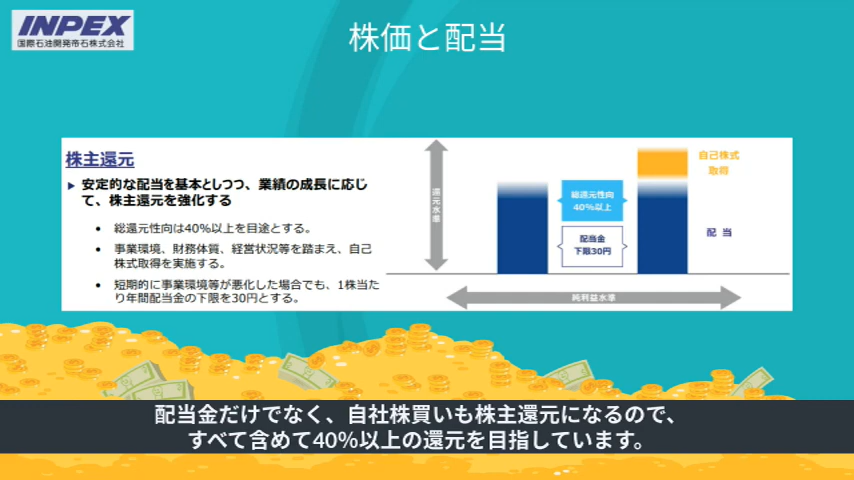 INPEX
国際石油開発帝石株式会社
株価と配当
株主還元
安定的な配当を基本としつつ、業績の成長に応じ
て、株主還元を強化する
• 総還元性向は40%以上を目途とする。
• 事業環境、財務体質、経営状況等を踏まえ、自己
株式取得を実施する。
• 短期的に事業環境等が悪化した場合でも、1株当た
り年間配当金の下限を30円とする。
還元水準
総還元性向
40%以上
配当金
下限30円
自己株式
取得
配当
純利益水準
配当金だけでなく、自社株買いも株主還元になるので、
すべて含めて40%以上の還元を目指しています。